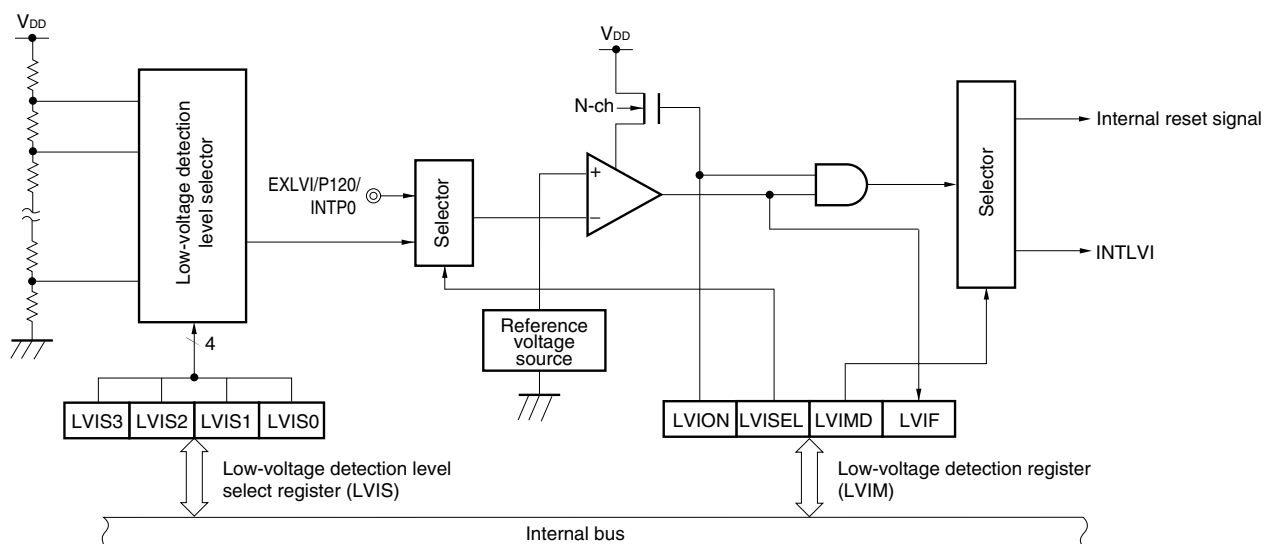 VDD
VDD
N-ch
Low-voltage detection
level selector
EXLVI/P120/
INTP0
Selector
+
−
Selector
Internal reset signal
INTLVI
Reference
voltage
source
4
LVIS3 LVIS2 LVIS1 LVIS0
LVION LVISEL LVIMD LVIF
Low-voltage detection level
select register (LVIS)
Low-voltage detection register
(LVIM)
Internal bus